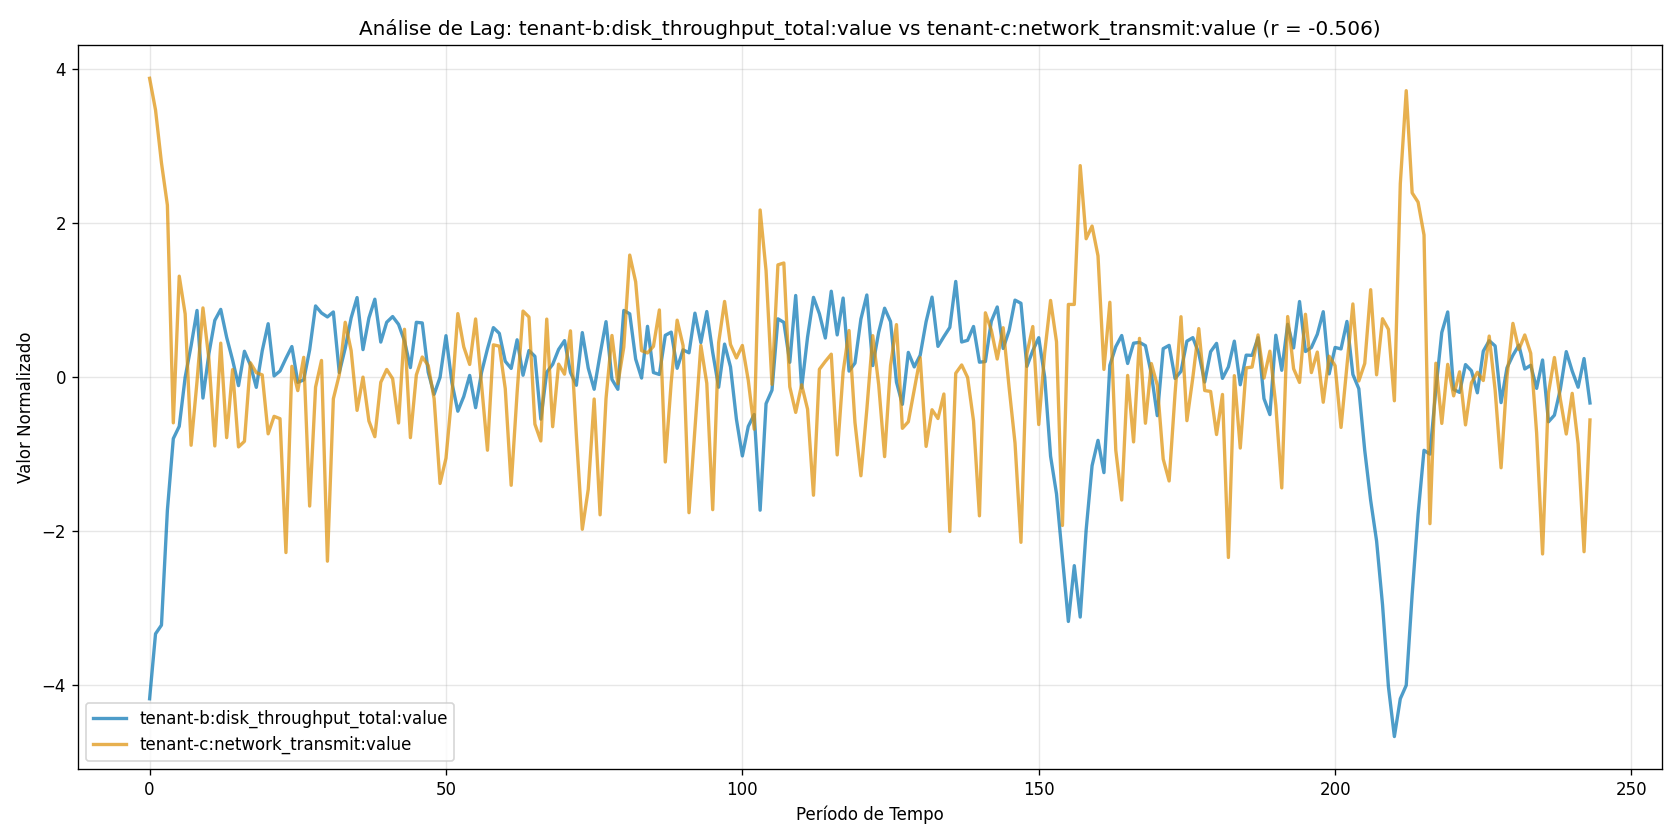 Análise de Lag: tenant-b:disk_throughput_total:value vs tenant-c:network_transmit:value (r = -0.506)
Valor Normalizado
4
2
0
−2
−4
tenant-b:disk_throughput_total:value
tenant-c:network_transmit:value
0 50 100 150 200 250
Período de Tempo